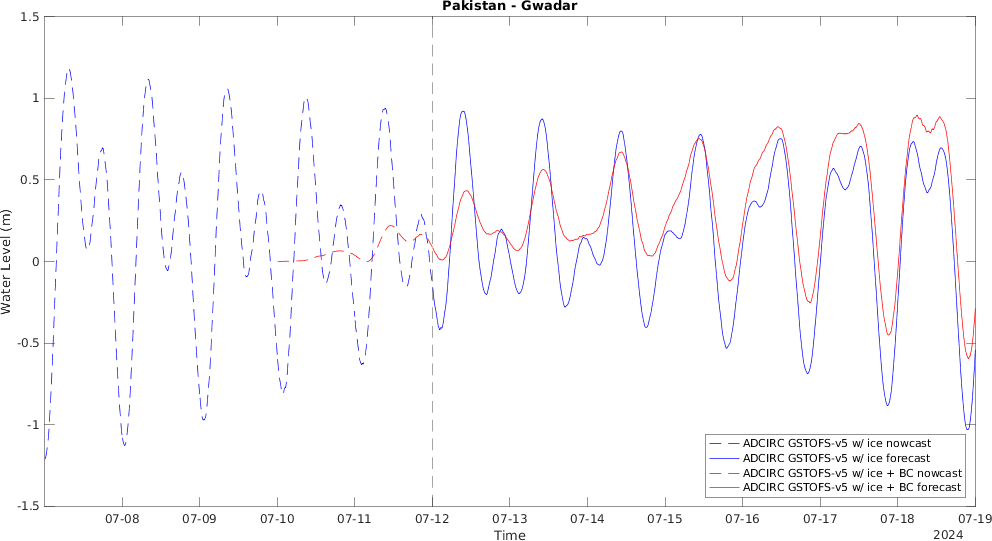 Pakistan - Gwadar
Water Level (m)
1.5
1
0.5
0
-0.5
-1
-1.5
ADCIRC GSTOFS-v5 w/ ice nowcast
ADCIRC GSTOFS-v5 w/ ice forecast
ADCIRC GSTOFS-v5 w/ ice + BC nowcast
ADCIRC GSTOFS-v5 w/ ice + BC forecast
07-08 07-09 07-10 07-11 07-12 07-13 07-14 07-15 07-16 07-17 07-18 07-19
Time
2024